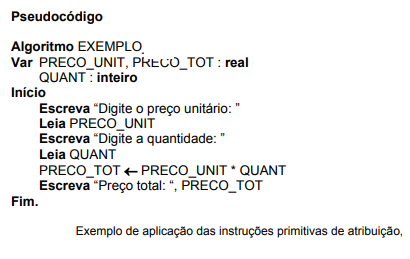 Pseudocódigo
Algoritmo EXEMPLO
Var PRECO_UNIT, PRECO_TOT : real
QUANT : inteiro
Início
Escreva “Digite o preço unitário: ”
Leia PRECO_UNIT
Escreva “Digite a quantidade: ”
Leia QUANT
PRECO_TOT ← PRECO_UNIT * QUANT
Escreva “Preço total: “, PRECO_TOT
Fim.
Exemplo de aplicação das instruções primitivas de atribuição,